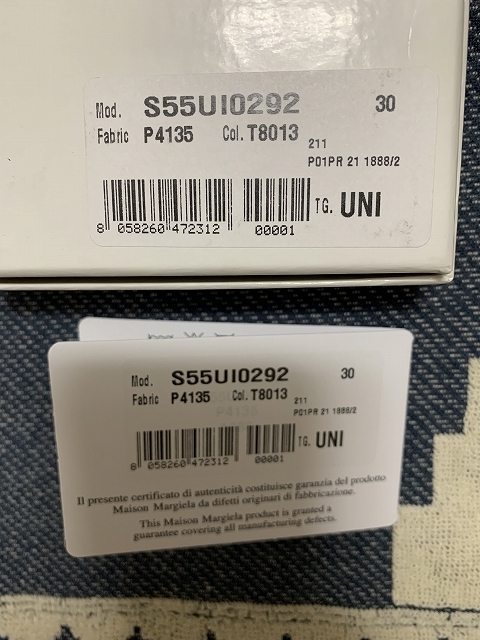 Mod. S55UI0292 30
Fabric P4135 Col. T8013
211
P01PR 21 1888/2
TG. UNI
8 058260 472312 00001
Mod. S55UI0292 30
Fabric P4135 Col. T8013
211
P01PR 21 1888/2
TG. UNI
8 058260 472312 00001
Il presente certificato di autenticità costituisce garanzia del prodotto
Maison Margiela da difetti originari di fabbricazione.
This Maison Margiela product is granted a
guarantee covering all manufacturing defects.